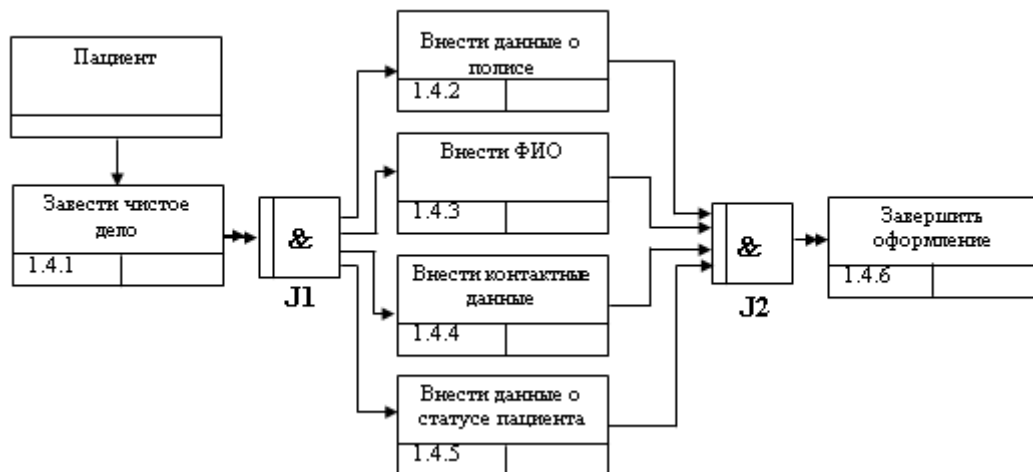 Пациент
Завести чистое
дело
1.4.1
&
J1
Внести данные о
полисе
1.4.2
Внести ФИО
1.4.3
Внести контактные
данные
1.4.4
Внести данные о
статусе пациента
1.4.5
&
J2
Завершить
оформление
1.4.6